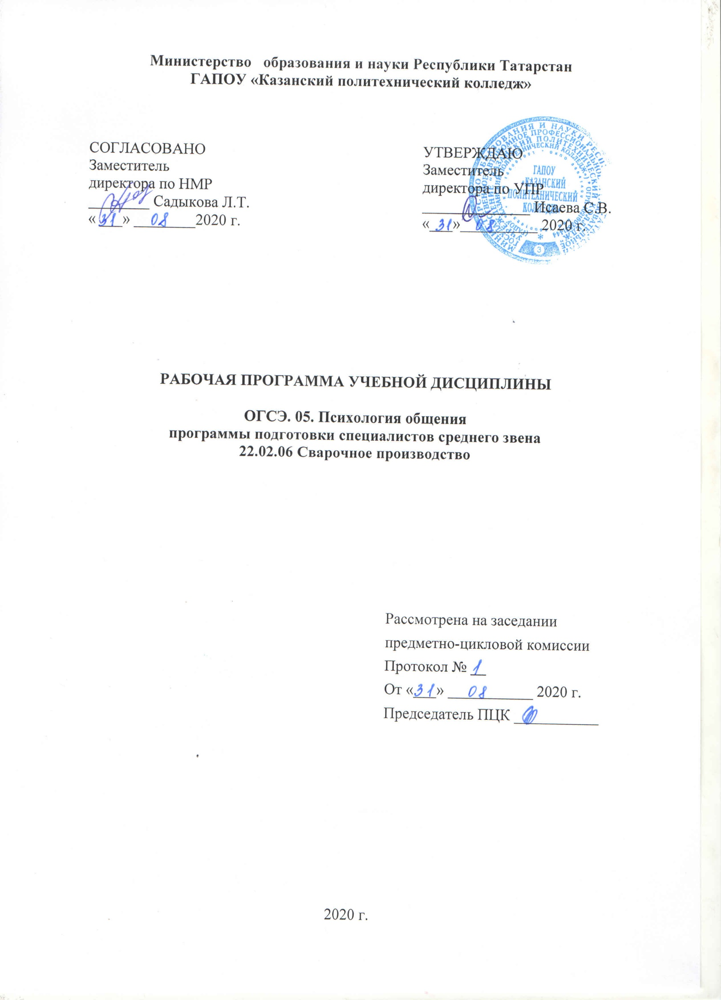 Министерство образования и науки Республики Татарстан
ГАПОУ «Казанский политехнический колледж»
СОГЛАСОВАНО
Заместитель
директора по НМР
________ Садыкова Л.Т.
«31» 08 2020 г.
УТВЕРЖДАЮ
Заместитель
директора по УПР
______________ Исаева С.В.
«31» 08 2020 г.
ГАПОУ
«КАЗАНСКИЙ
ПОЛИТЕХНИЧЕСКИЙ
3
РАБОЧАЯ ПРОГРАММА УЧЕБНОЙ ДИСЦИПЛИНЫ
ОГСЭ. 05. Психология общения
программы подготовки специалистов среднего звена
22.02.06 Сварочное производство
Рассмотрена на заседании
предметно-цикловой комиссии
Протокол № 1
От «31» 08 2020 г.
Председатель ПЦК ___________
2020 г.